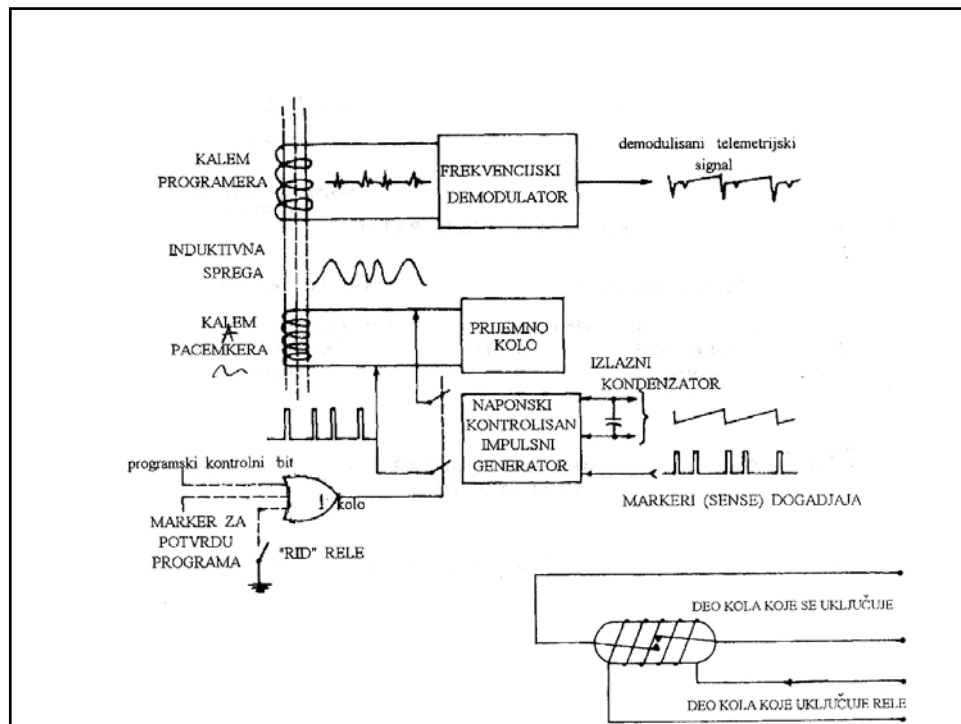 demodulisani telemetrijski
signal
KALEM
PROGRAMERA
FREKVENCIJSKI
DEMODULATOR
INDUKTIVNA
SPREGA
KALEM
PACEMKERA
PRIJEMNO
KOLO
IZLAZNI
KONDENZATOR
NAPONSKI
KONTROLISAN
IMPULSNI
GENERATOR
programski kontrolni bit
I kolo
MARKERI (SENSE) DOGADJAJA
MARKER ZA
POTVRDU
PROGRAMA
"RID" RELE
DEO KOLA KOJE SE UKLJUČUJE
DEO KOLA KOJE UKLJUČUJE RELE